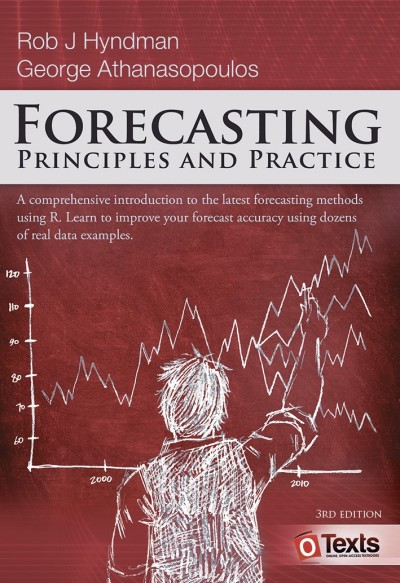 Rob J Hyndman
George Athanasopoulos
FORECASTING
PRINCIPLES AND PRACTICE
A comprehensive introduction to the latest forecasting methods
using R. Learn to improve your forecast accuracy using dozens
of real data examples.
120
110
90
80
70
60
2000
2010
3RD EDITION
OTexts
ONLINE, OPEN-ACCESS TEXTBOOKS